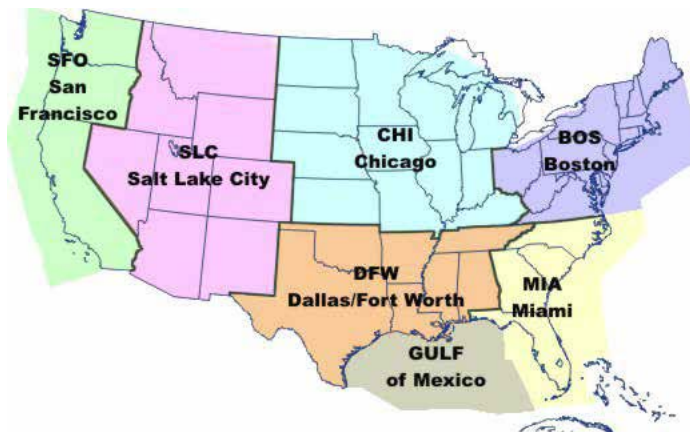 SFO
San
Francisco
SLC
Salt Lake City
CHI
Chicago
BOS
Boston
DFW
Dallas/Fort Worth
MIA
Miami
GULF
of Mexico